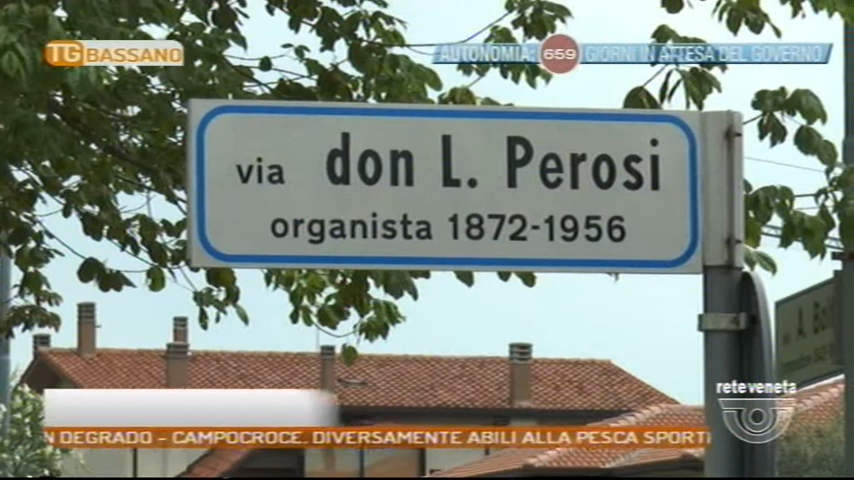 TG BASSANO
AUTONOMIA: 659 GIORNI IN ATTESA DEL GOVERNO
via don L. Perosi
organista 1872-1956
A.
reteveneta
N DEGRADO - CAMPOCROCE. DIVERSAMENTE ABILI ALLA PESCA SPORTI